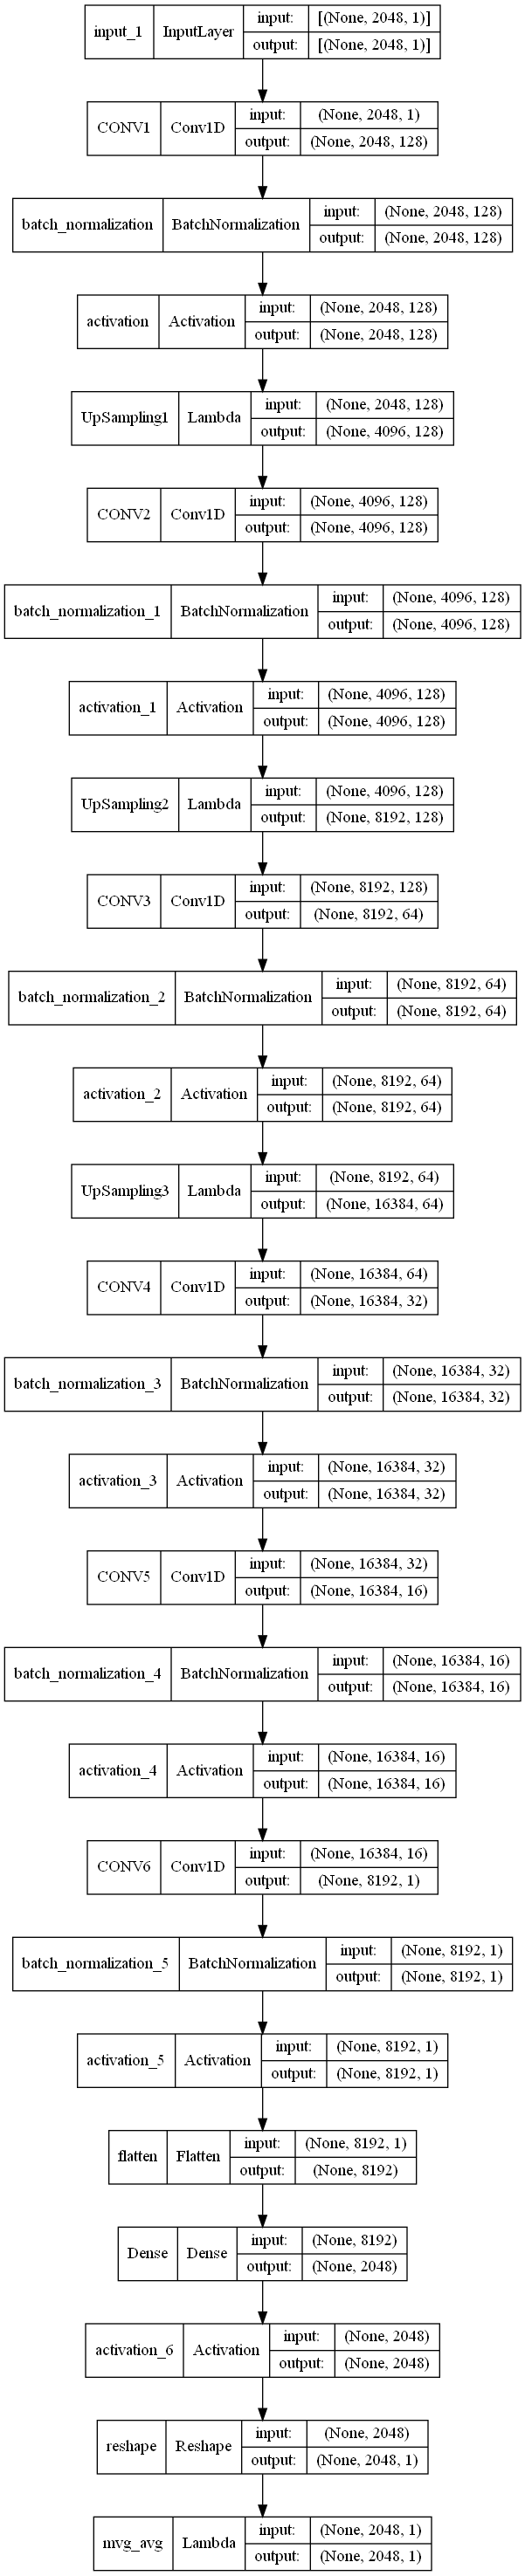 input_1 InputLayer input: [(None, 2048, 1)]
output: [(None, 2048, 1)]
CONV1 Conv1D input: (None, 2048, 1)
output: (None, 2048, 128)
batch_normalization BatchNormalization input: (None, 2048, 128)
output: (None, 2048, 128)
activation Activation input: (None, 2048, 128)
output: (None, 2048, 128)
UpSampling1 Lambda input: (None, 2048, 128)
output: (None, 4096, 128)
CONV2 Conv1D input: (None, 4096, 128)
output: (None, 4096, 128)
batch_normalization_1 BatchNormalization input: (None, 4096, 128)
output: (None, 4096, 128)
activation_1 Activation input: (None, 4096, 128)
output: (None, 4096, 128)
UpSampling2 Lambda input: (None, 4096, 128)
output: (None, 8192, 128)
CONV3 Conv1D input: (None, 8192, 128)
output: (None, 8192, 64)
batch_normalization_2 BatchNormalization input: (None, 8192, 64)
output: (None, 8192, 64)
activation_2 Activation input: (None, 8192, 64)
output: (None, 8192, 64)
UpSampling3 Lambda input: (None, 8192, 64)
output: (None, 16384, 64)
CONV4 Conv1D input: (None, 16384, 64)
output: (None, 16384, 32)
batch_normalization_3 BatchNormalization input: (None, 16384, 32)
output: (None, 16384, 32)
activation_3 Activation input: (None, 16384, 32)
output: (None, 16384, 32)
CONV5 Conv1D input: (None, 16384, 32)
output: (None, 16384, 16)
batch_normalization_4 BatchNormalization input: (None, 16384, 16)
output: (None, 16384, 16)
activation_4 Activation input: (None, 16384, 16)
output: (None, 16384, 16)
CONV6 Conv1D input: (None, 16384, 16)
output: (None, 8192, 1)
batch_normalization_5 BatchNormalization input: (None, 8192, 1)
output: (None, 8192, 1)
activation_5 Activation input: (None, 8192, 1)
output: (None, 8192, 1)
flatten Flatten input: (None, 8192, 1)
output: (None, 8192)
Dense Dense input: (None, 8192)
output: (None, 2048)
activation_6 Activation input: (None, 2048)
output: (None, 2048)
reshape Reshape input: (None, 2048)
output: (None, 2048, 1)
mvg_avg Lambda input: (None, 2048, 1)
output: (None, 2048, 1)